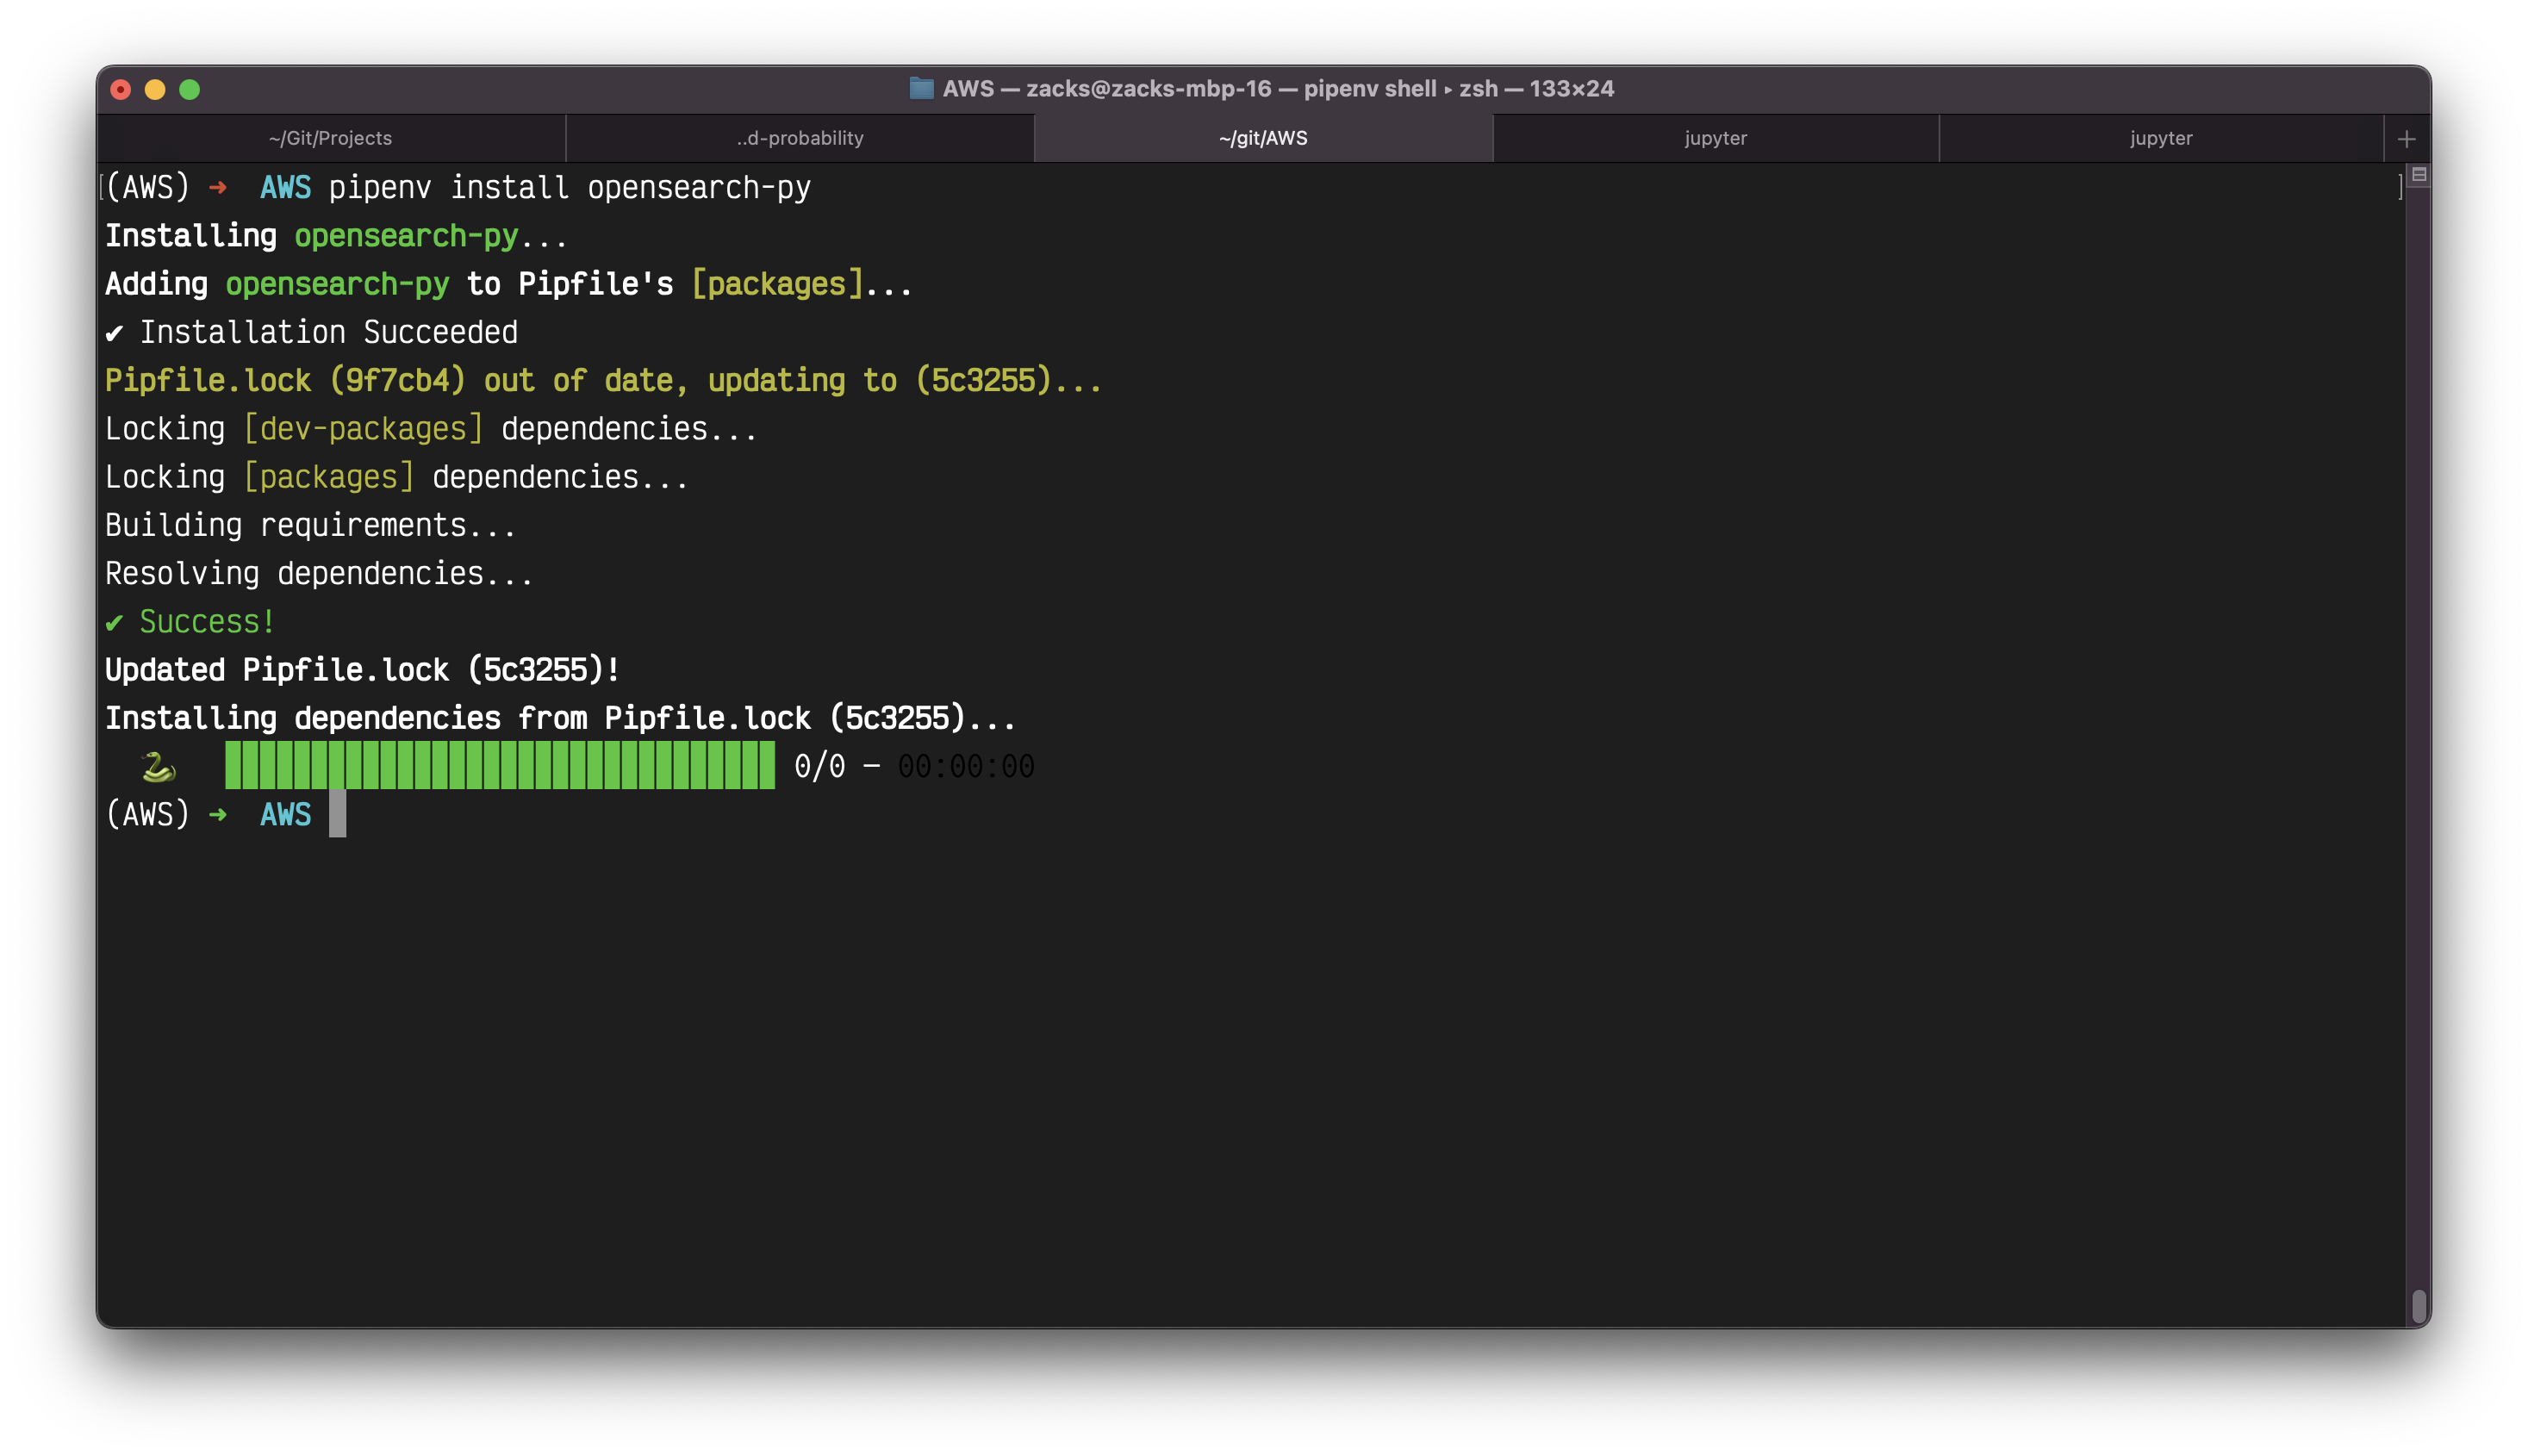 AWS — zacks@zacks-mbp-16 — pipenv shell ▸ zsh — 133×24
~/Git/Projects ..d-probability ~/git/AWS jupyter jupyter +
[(AWS) ➜  AWS pipenv install opensearch-py ]
Installing opensearch-py...
Adding opensearch-py to Pipfile's [packages]...
✔ Installation Succeeded
Pipfile.lock (9f7cb4) out of date, updating to (5c3255)...
Locking [dev-packages] dependencies...
Locking [packages] dependencies...
Building requirements...
Resolving dependencies...
✔ Success!
Updated Pipfile.lock (5c3255)!
Installing dependencies from Pipfile.lock (5c3255)...
🐍 ▉▉▉▉▉▉▉▉▉▉▉▉▉▉▉▉▉▉▉▉▉▉▉▉▉▉▉▉▉▉▉▉ 0/0 — 00:00:00
(AWS) ➜  AWS